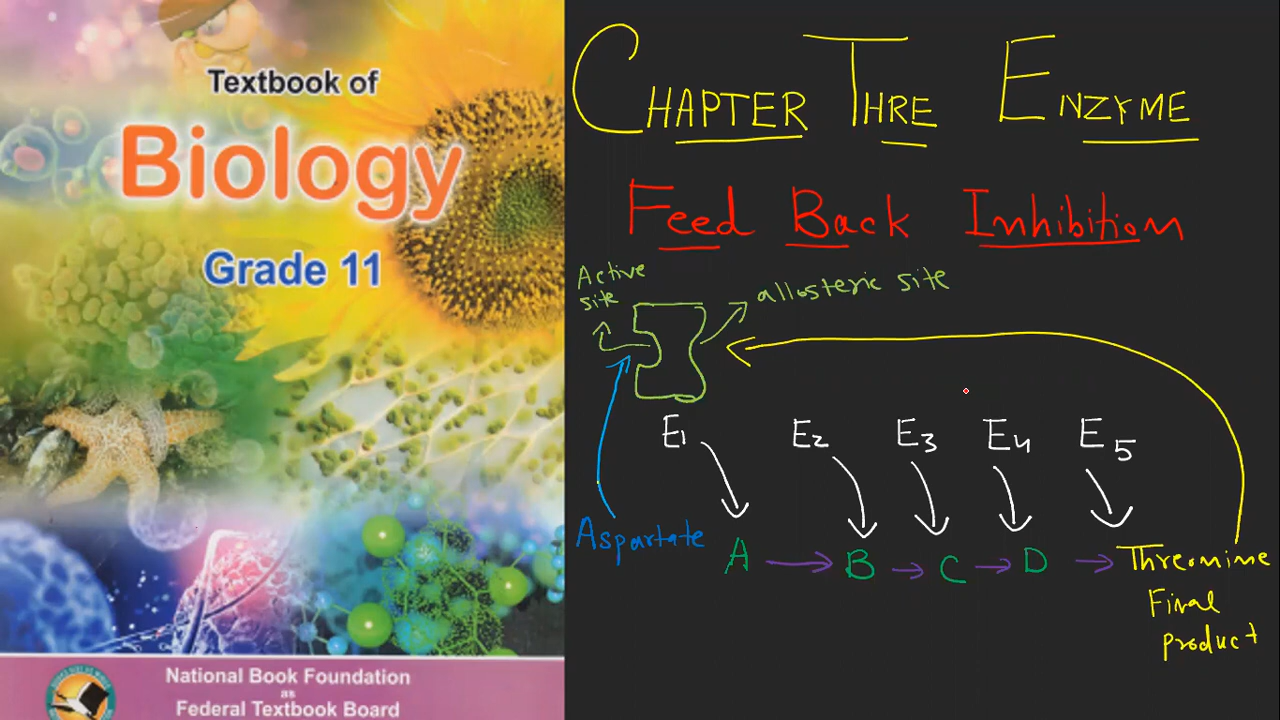 Textbook of
Biology
Grade 11
National Book Foundation
as
Federal Textbook Board
CHAPTER THRE ENZYME
Feed Back Inhibition
Active
site
allosteric site
E1 E2 E3 E4 E5
Aspartate
A → B → C → D → Threonine
Final
product